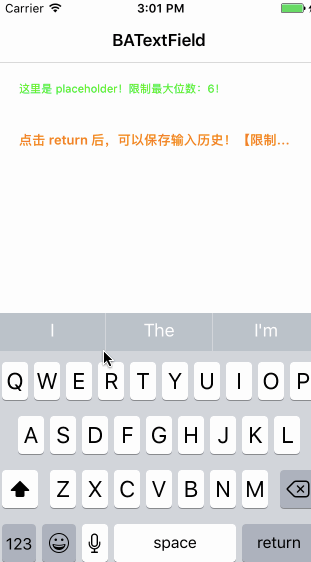 Carrier 3:01 PM
BATextField
这里是 placeholder！限制最大位数：6！
点击 return 后，可以保存输入历史！【限制...
I The I'm
Q W E R T Y U I O P
A S D F G H J K L
Z X C V B N M
123 space return